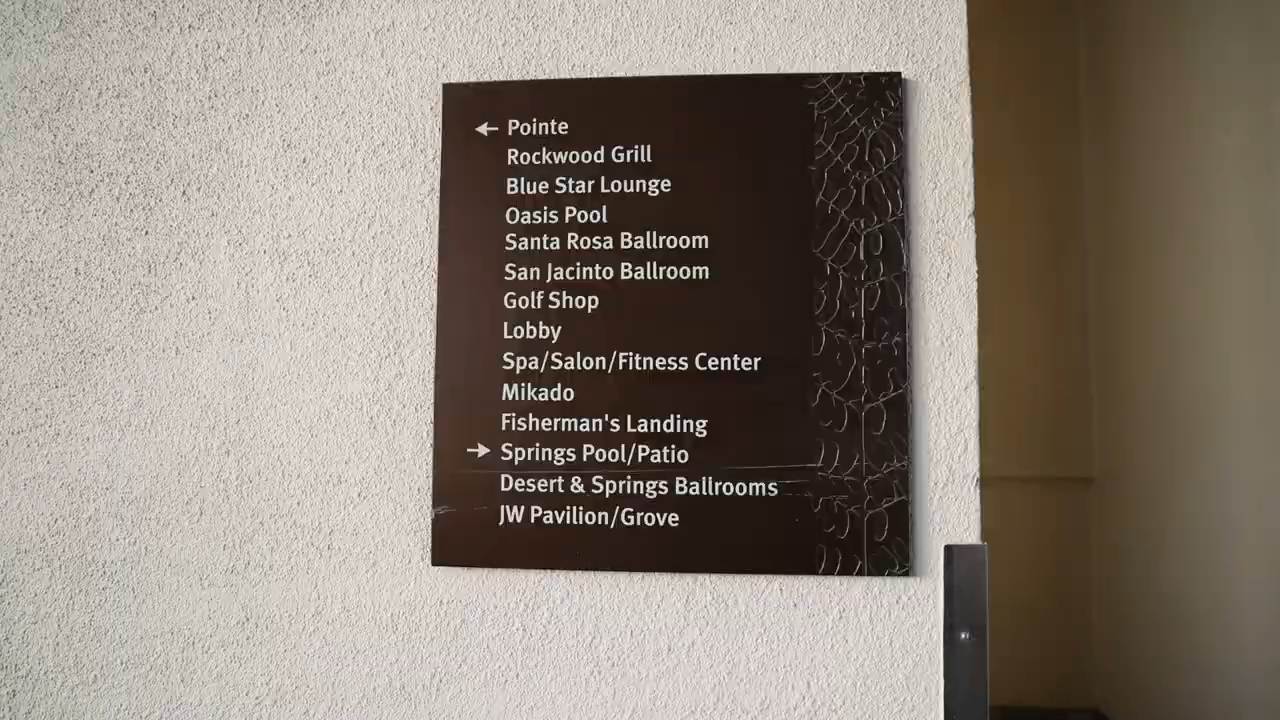 ← Pointe
Rockwood Grill
Blue Star Lounge
Oasis Pool
Santa Rosa Ballroom
San Jacinto Ballroom
Golf Shop
Lobby
Spa/Salon/Fitness Center
Mikado
Fisherman's Landing
→ Springs Pool/Patio
Desert & Springs Ballrooms
JW Pavilion/Grove